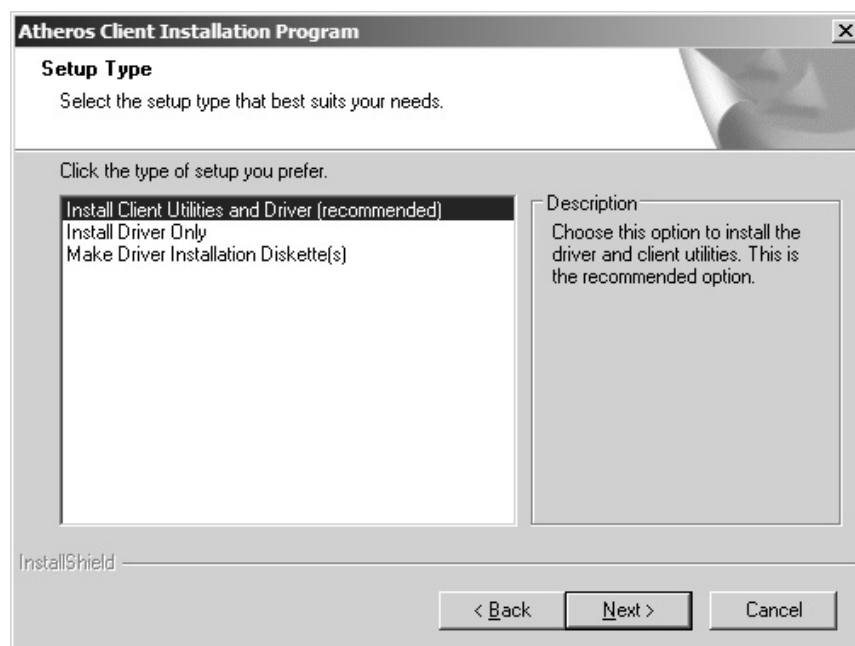 Atheros Client Installation Program
Setup Type
Select the setup type that best suits your needs.
Click the type of setup you prefer.
Install Client Utilities and Driver (recommended)
Install Driver Only
Make Driver Installation Diskette(s)
Description
Choose this option to install the
driver and client utilities. This is
the recommended option.
InstallShield
< Back
Next >
Cancel